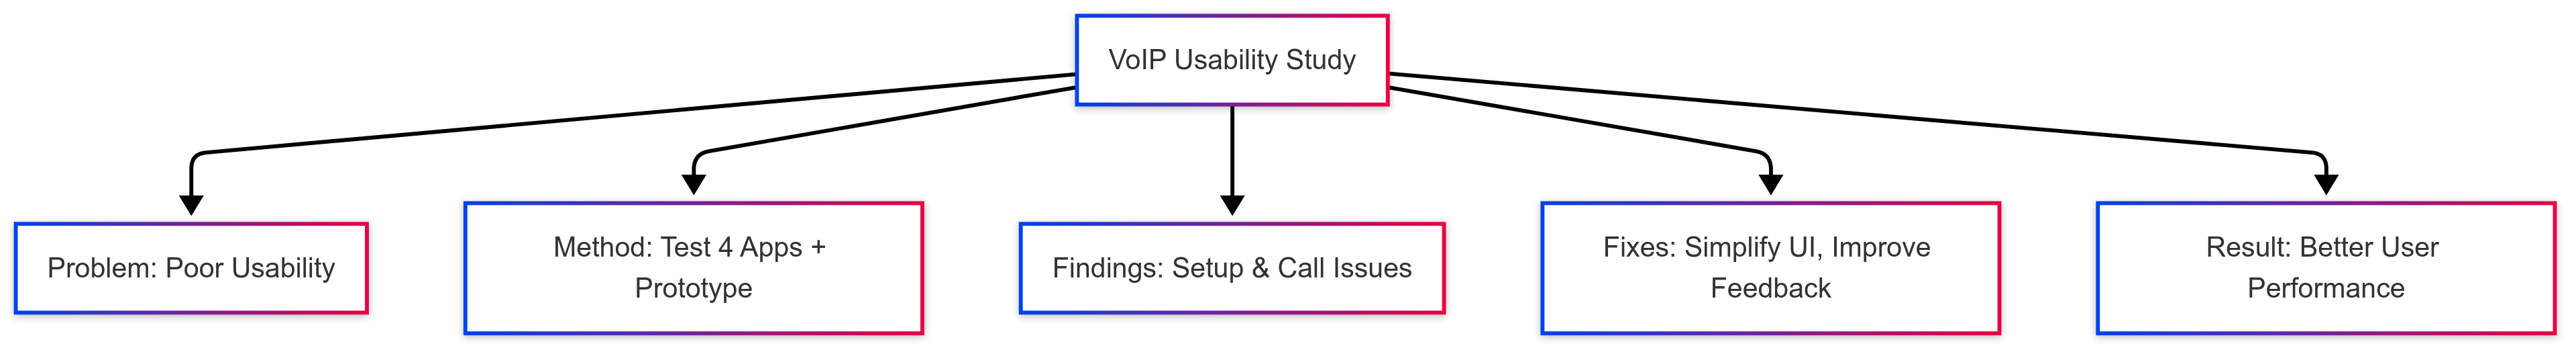 VoIP Usability Study
Problem: Poor Usability
Method: Test 4 Apps +
Prototype
Findings: Setup & Call Issues
Fixes: Simplify UI, Improve
Feedback
Result: Better User
Performance